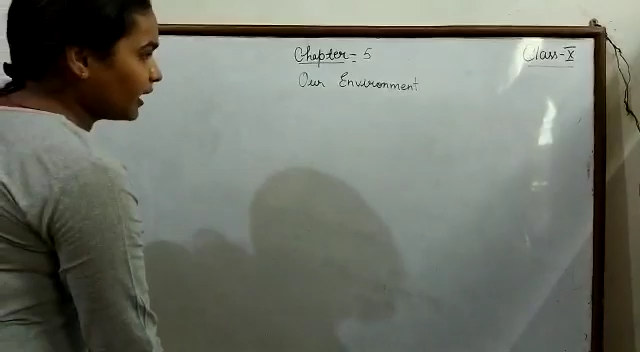 Chapter = 5
Class-X
Our Environment